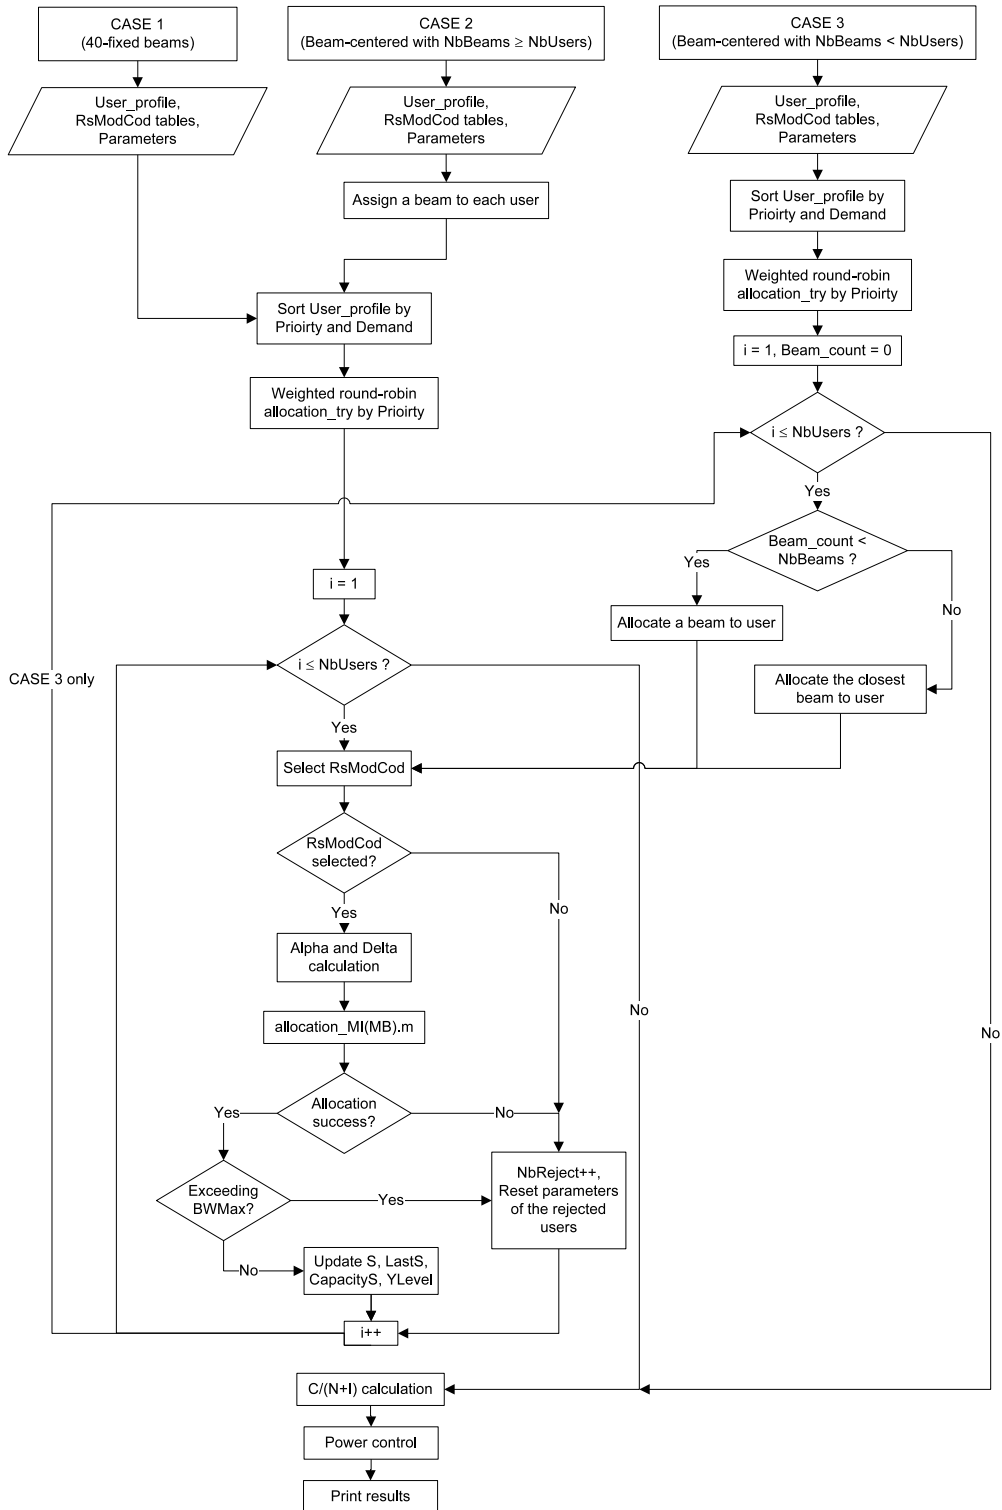 CASE 1
(40-fixed beams)
CASE 2
(Beam-centered with NbBeams ≥ NbUsers)
CASE 3
(Beam-centered with NbBeams < NbUsers)
User_profile,
RsModCod tables,
Parameters
User_profile,
RsModCod tables,
Parameters
User_profile,
RsModCod tables,
Parameters
Assign a beam to each user
Sort User_profile by
Prioirty and Demand
Weighted round-robin
allocation_try by Prioirty
Sort User_profile by
Prioirty and Demand
Weighted round-robin
allocation_try by Prioirty
i = 1, Beam_count = 0
i ≤ NbUsers ?
Yes
Beam_count <
NbBeams ?
Yes
No
Allocate a beam to user
Allocate the closest
beam to user
i = 1
i ≤ NbUsers ?
CASE 3 only
Yes
Select RsModCod
RsModCod
selected?
No
Yes
Alpha and Delta
calculation
No
No
allocation_MI(MB).m
Allocation
success?
Yes
No
Exceeding
BWMax?
Yes
NbReject++,
Reset parameters
of the rejected
users
No
Update S, LastS,
CapacityS, YLevel
i++
C/(N+I) calculation
Power control
Print results